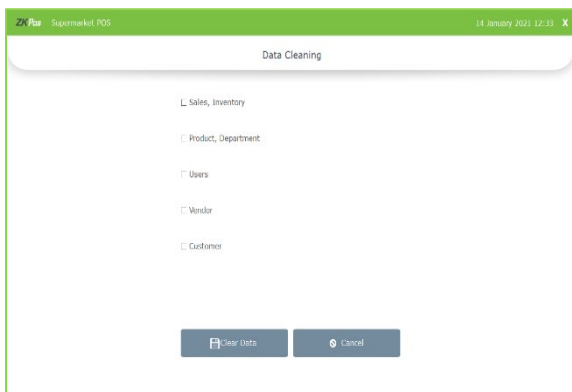 ZKPos Supermarket POS 14 January 2021 12:33 X
Data Cleaning
Sales, Inventory
Product, Department
Users
Vendor
Customer
Clear Data Cancel